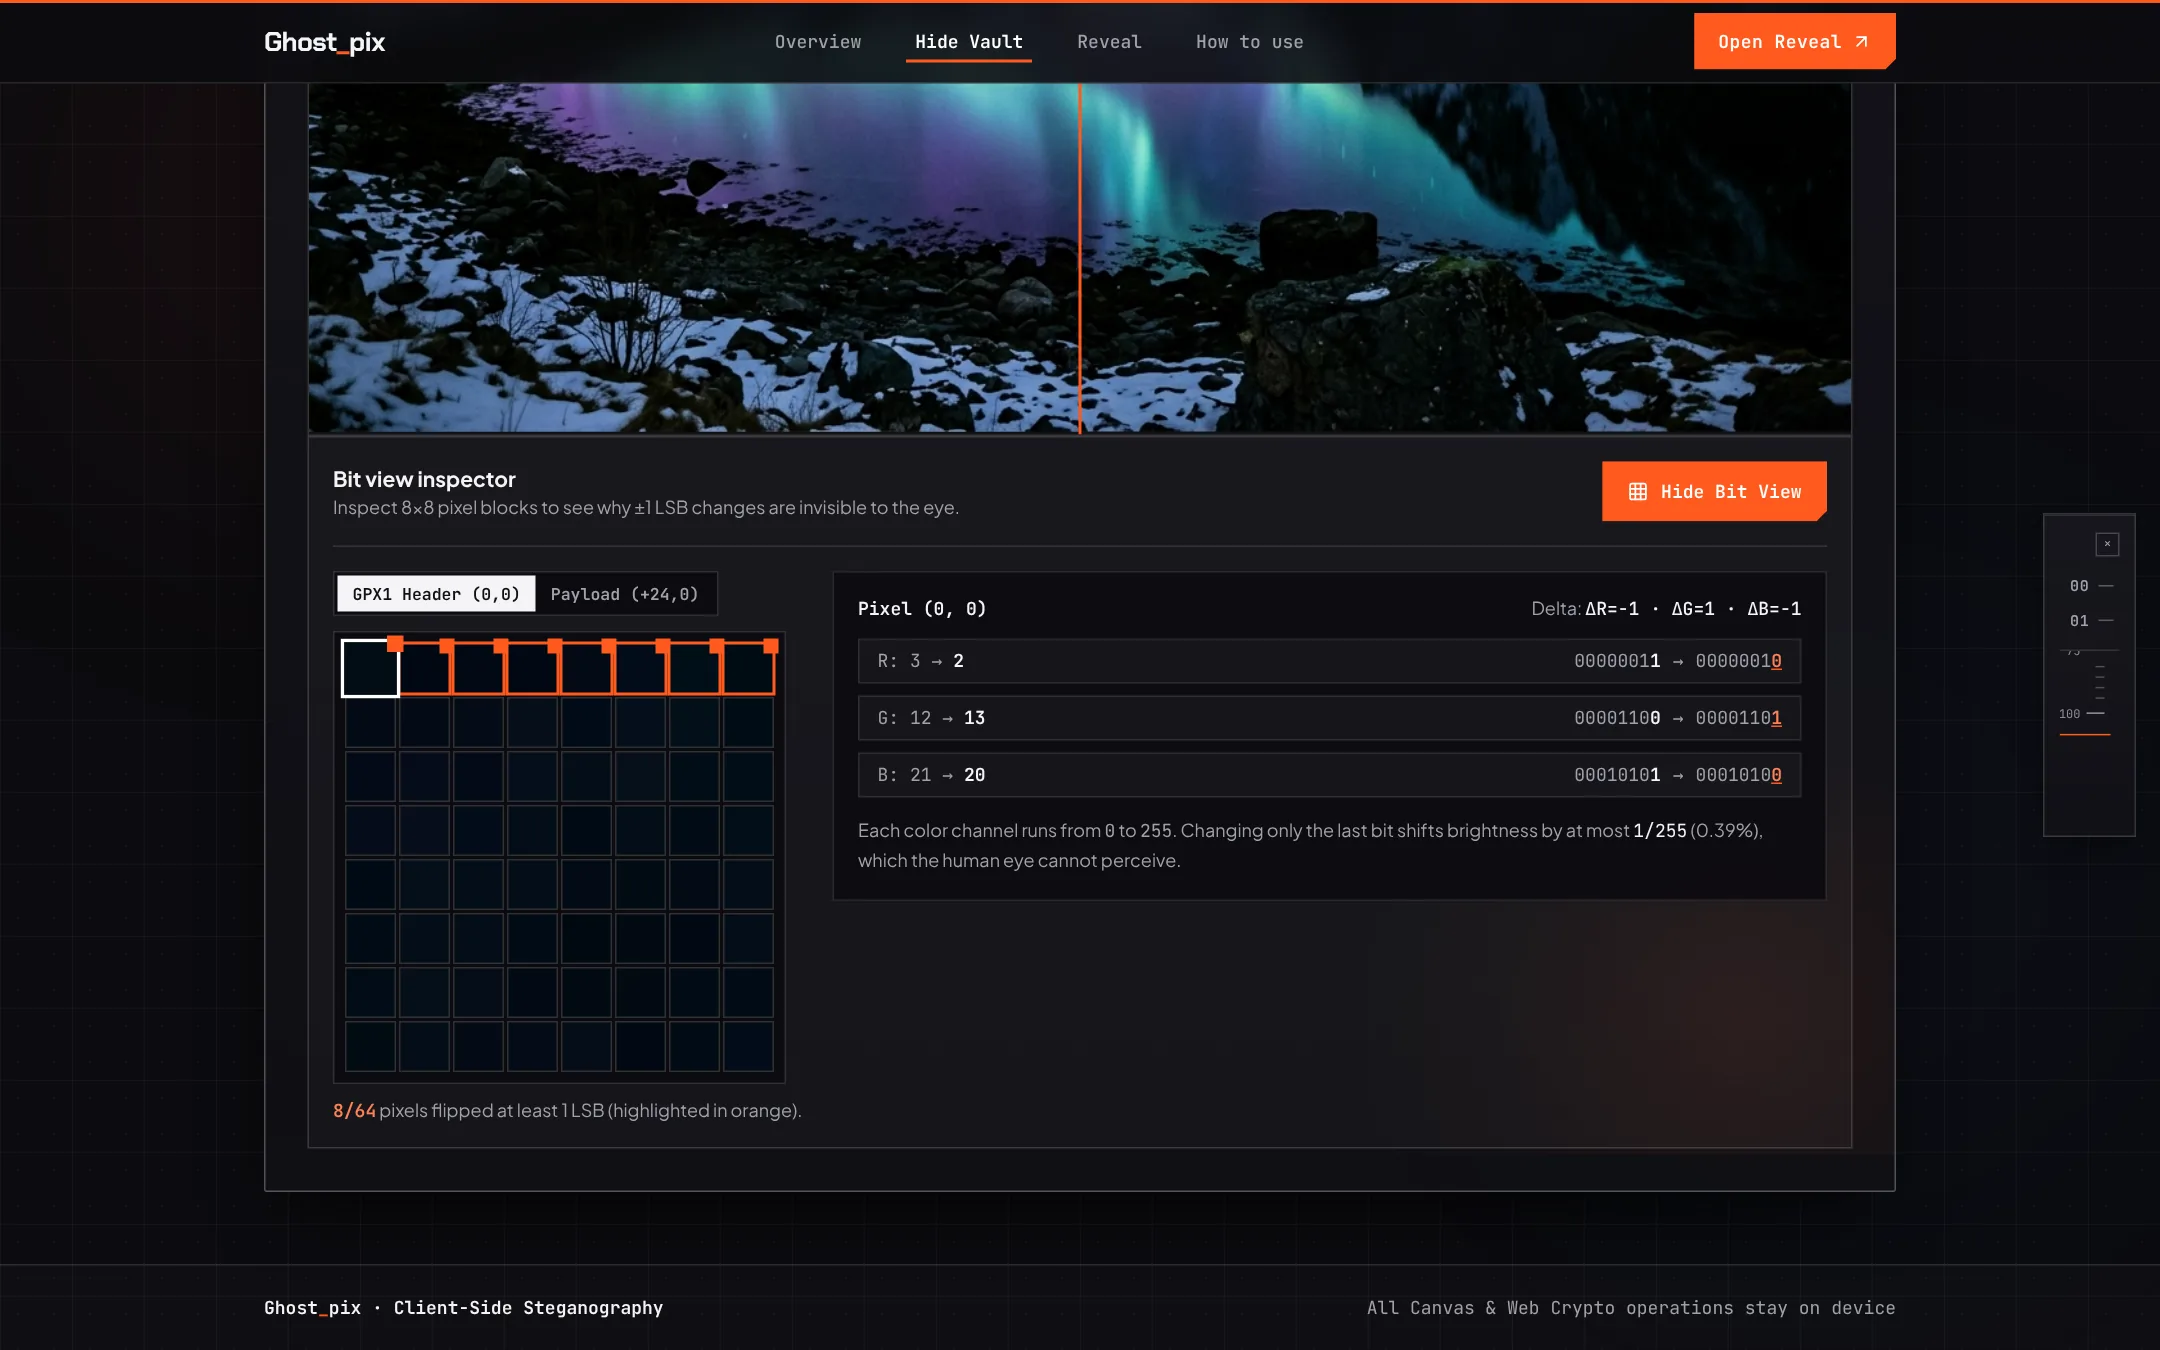 Ghost_pix
Overview
Hide Vault
Reveal
How to use
Open Reveal ↗
Bit view inspector
Inspect 8×8 pixel blocks to see why ±1 LSB changes are invisible to the eye.
Hide Bit View
GPX1 Header (0,0)
Payload (+24,0)
Pixel (0, 0)
Delta: ΔR=-1 · ΔG=1 · ΔB=-1
R: 3 → 2
00000011 → 00000010
G: 12 → 13
00001100 → 00001101
B: 21 → 20
00010101 → 00010100
Each color channel runs from 0 to 255. Changing only the last bit shifts brightness by at most 1/255 (0.39%),
which the human eye cannot perceive.
8/64 pixels flipped at least 1 LSB (highlighted in orange).
×
00
01
100
Ghost_pix · Client-Side Steganography
All Canvas & Web Crypto operations stay on device